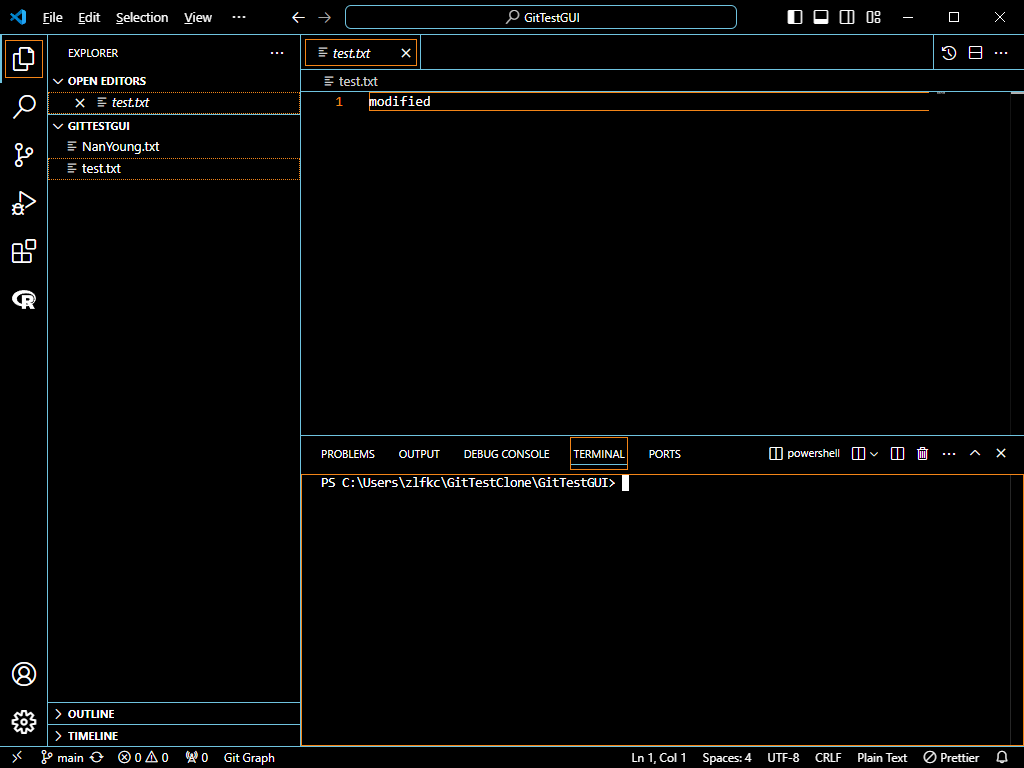 File Edit Selection View ··· GitTestGUI
EXPLORER ···
test.txt
OPEN EDITORS
test.txt
test.txt
1 modified
GITTESTGUI
NanYoung.txt
test.txt
PROBLEMS OUTPUT DEBUG CONSOLE TERMINAL PORTS powershell ···
PS C:\Users\zlfkc\GitTestClone\GitTestGUI>
OUTLINE
TIMELINE
main 0 0 0 Git Graph Ln 1, Col 1 Spaces: 4 UTF-8 CRLF Plain Text Prettier